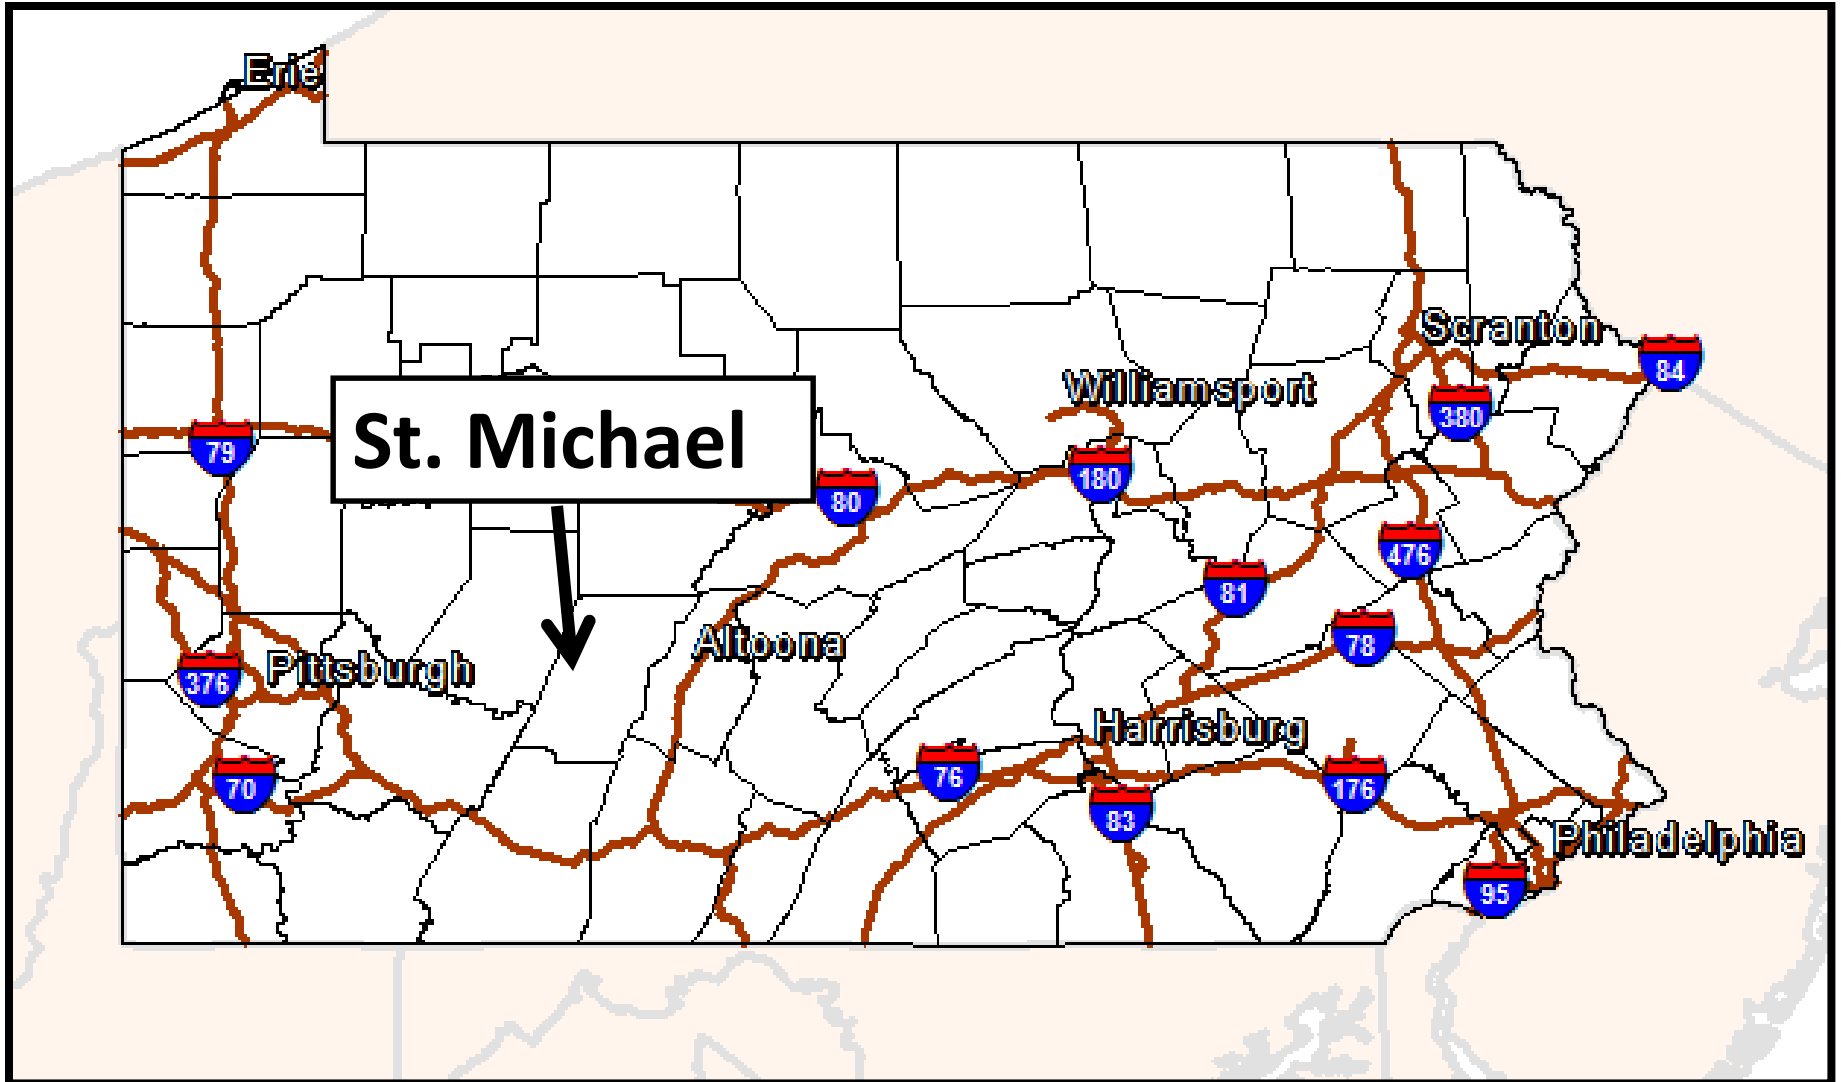 Erie
Scranton
84
Williamsport
380
St. Michael
79
180
80
476
81
78
Altoona
Pittsburgh
376
Harrisburg
76
70
176
83
Philadelphia
95